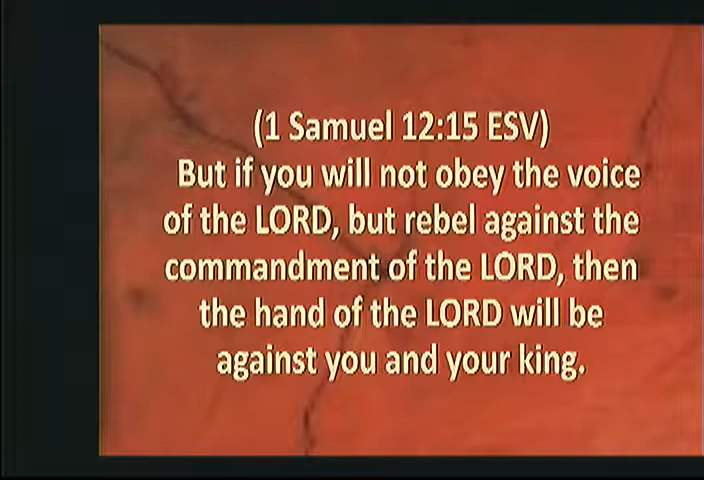 (1 Samuel 12:15 ESV)
But if you will not obey the voice
of the LORD, but rebel against the
commandment of the LORD, then
the hand of the LORD will be
against you and your king.